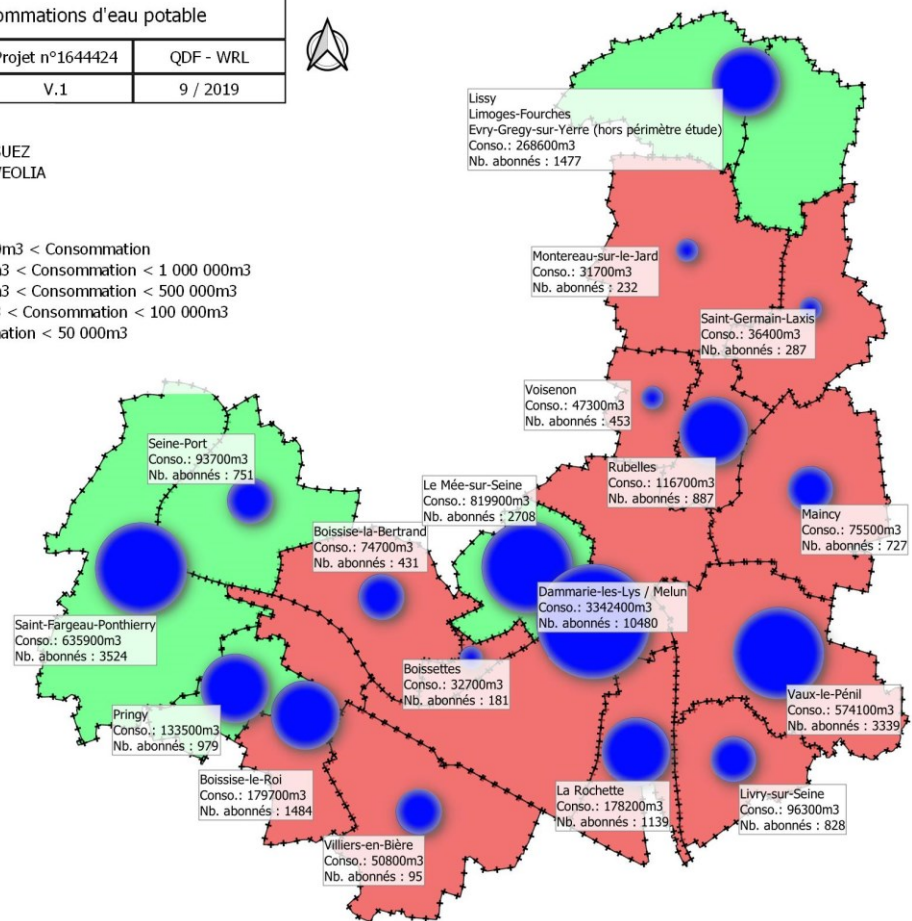 ommations d'eau potable
Projet n°1644424
QDF - WRL
V.1
9 / 2019
UEZ
VEOLIA
m3 < Consommation
m3 < Consommation < 1 000 000m3
m3 < Consommation < 500 000m3
< Consommation < 100 000m3
ation < 50 000m3
Lissy
Limoges-Fourches
Evry-Gregy-sur-Yerre (hors périmètre étude)
Conso.: 268600m3
Nb. abonnés : 1477
Montereau-sur-le-Jard
Conso.: 31700m3
Nb. abonnés : 232
Saint-Germain-Laxis
Conso.: 36400m3
Nb. abonnés : 287
Voisenon
Conso.: 47300m3
Nb. abonnés : 453
Rubelles
Conso.: 116700m3
Nb. abonnés : 887
Seine-Port
Conso.: 93700m3
Nb. abonnés : 751
Le Mée-sur-Seine
Conso.: 819900m3
Nb. abonnés : 2708
Maincy
Conso.: 75500m3
Nb. abonnés : 727
Boissise-la-Bertrand
Conso.: 74700m3
Nb. abonnés : 431
Dammarie-les-Lys / Melun
Conso.: 3342400m3
Nb. abonnés : 10480
Saint-Fargeau-Ponthierry
Conso.: 635900m3
Nb. abonnés : 3524
Boissettes
Conso.: 32700m3
Nb. abonnés : 181
Vaux-le-Pénil
Conso.: 574100m3
Nb. abonnés : 3339
Pringy
Conso.: 133500m3
Nb. abonnés : 979
Boissise-le-Roi
Conso.: 179700m3
Nb. abonnés : 1484
La Rochette
Conso.: 178200m3
Nb. abonnés : 1139
Livry-sur-Seine
Conso.: 96300m3
Nb. abonnés : 828
Villiers-en-Bière
Conso.: 50800m3
Nb. abonnés : 95